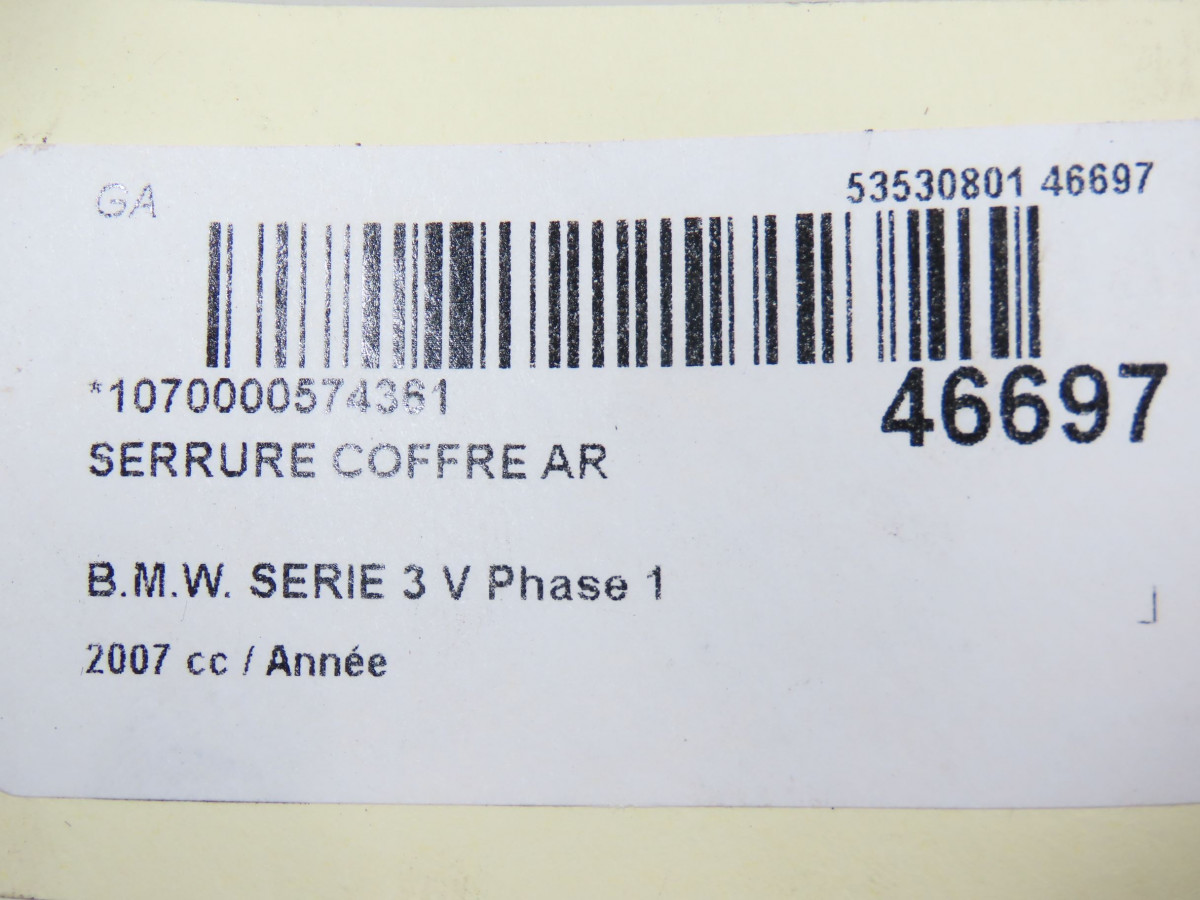 GA
53530801 46697
*1070000574361
46697
SERRURE COFFRE AR
B.M.W. SERIE 3 V Phase 1
2007 cc / Année